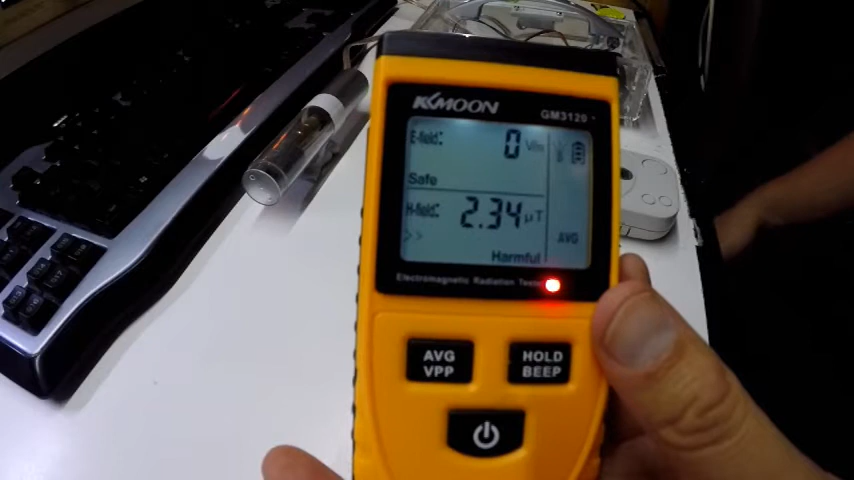 KKMOON
GM3120
E-field: 0 V/m
Safe
H-field: 2.34 µT
>>
AVG
Harmful
Electromagnetic Radiation Tester
AVG
VPP
HOLD
BEEP